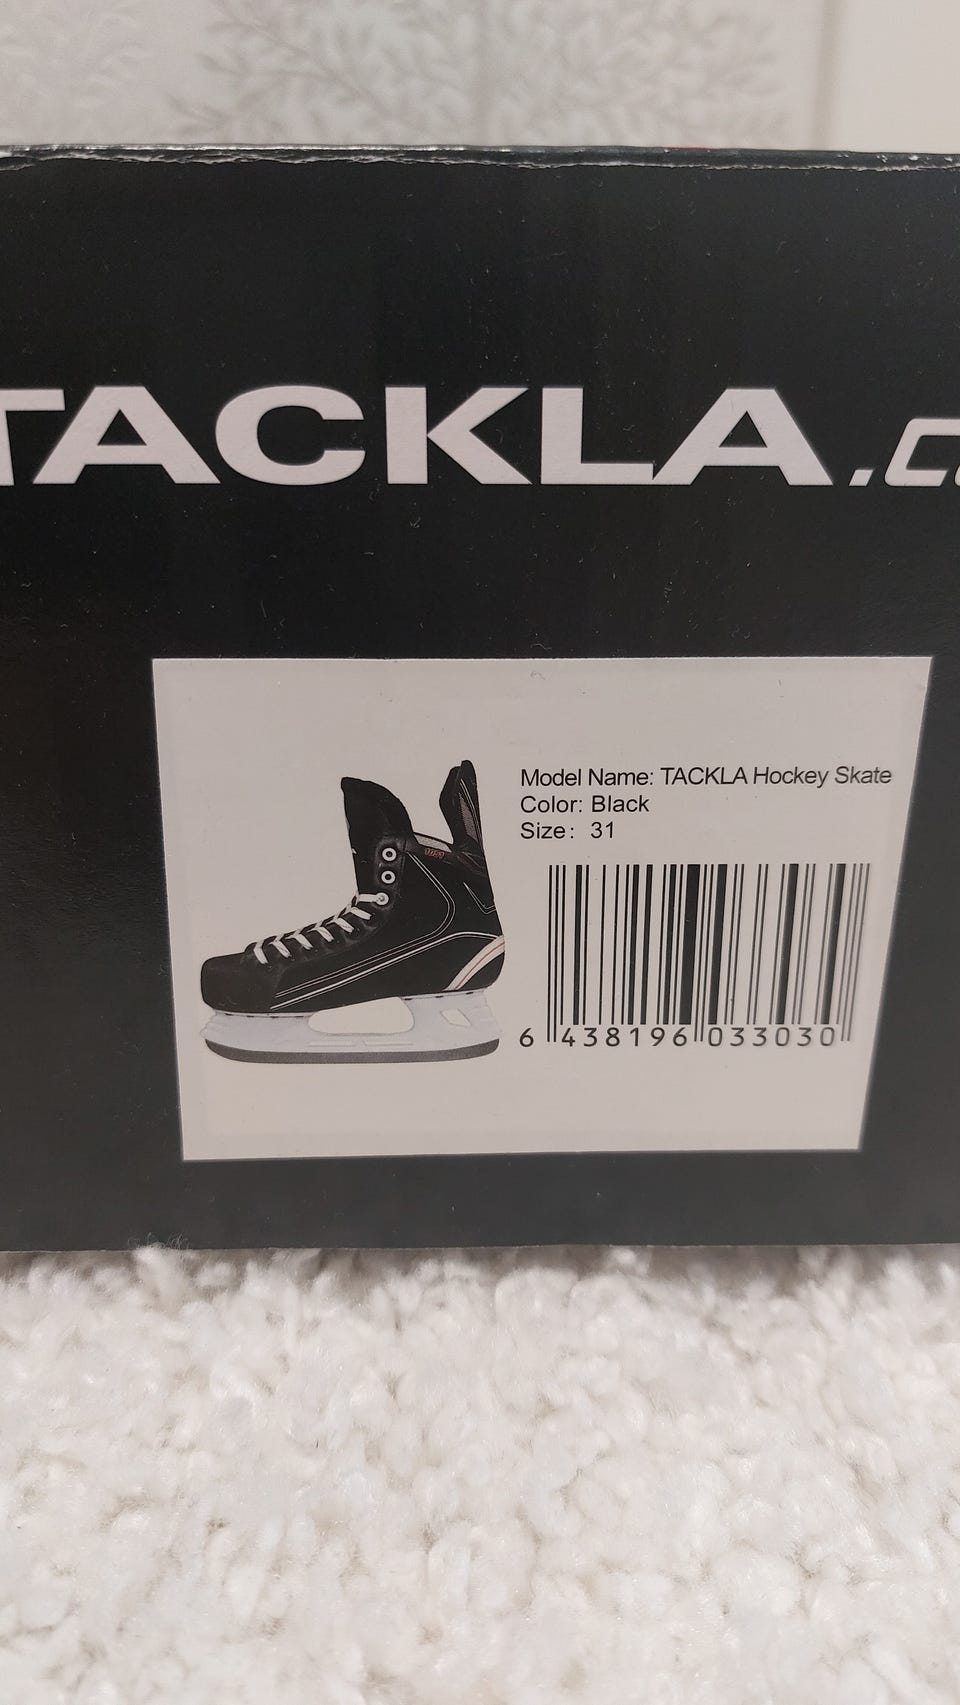 TACKLA.c
Model Name: TACKLA Hockey Skate
Color: Black
Size: 31
6 438196 033030